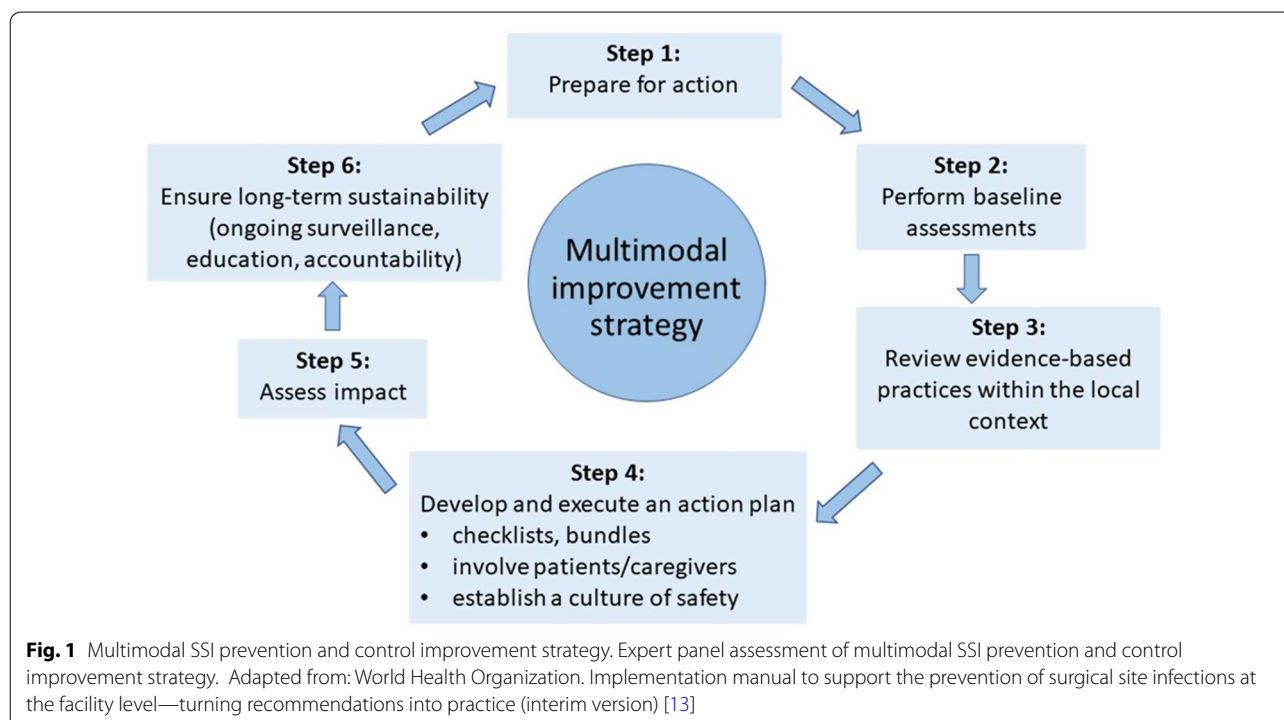 Step 1:
Prepare for action
Step 2:
Perform baseline
assessments
Step 3:
Review evidence-based
practices within the local
context
Step 4:
Develop and execute an action plan
• checklists, bundles
• involve patients/caregivers
• establish a culture of safety
Step 5:
Assess impact
Step 6:
Ensure long-term sustainability
(ongoing surveillance,
education, accountability)
Multimodal
improvement
strategy
Fig. 1 Multimodal SSI prevention and control improvement strategy. Expert panel assessment of multimodal SSI prevention and control
improvement strategy. Adapted from: World Health Organization. Implementation manual to support the prevention of surgical site infections at
the facility level—turning recommendations into practice (interim version) [13]